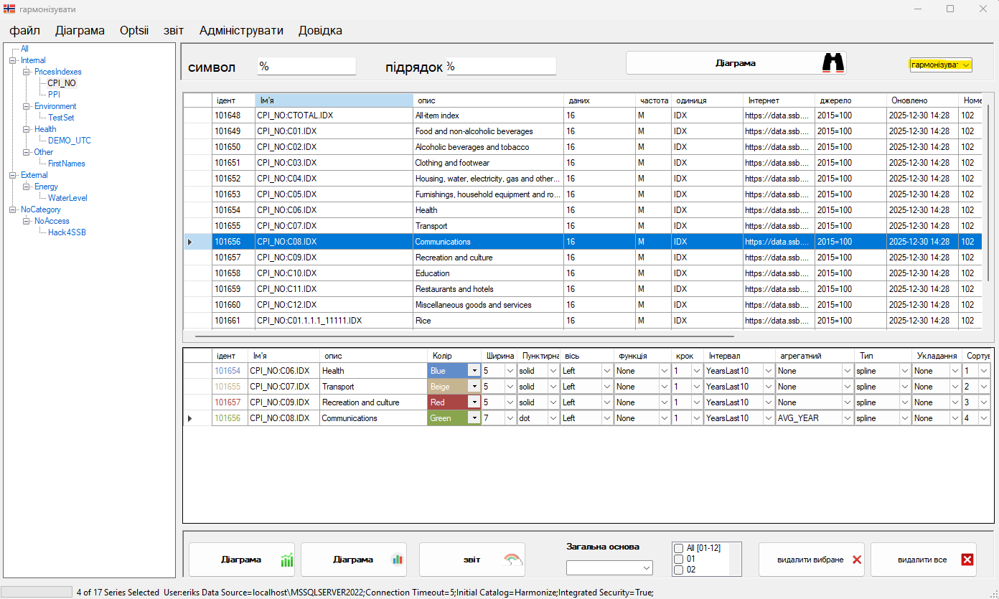 гармонізувати
файл Діаграма Optsii звіт Адмініструвати Довідка
All
Internal
PricesIndexes
CPI_NO
PPI
Environment
TestSet
Health
DEMO_UTC
Other
FirstNames
External
Energy
WaterLevel
NoCategory
NoAccess
Hack4SSB
символ % підрядок % Діаграма гармонізуват
ідент Ім'я опис даних частота одиниця Інтернет джерело Оновлено Номе
101648 CPI_NO:CTOTAL.IDX All-item index 16 M IDX https://data.ssb.... 2015=100 2025-12-30 14:28 102
101649 CPI_NO:C01.IDX Food and non-alcoholic beverages 16 M IDX https://data.ssb.... 2015=100 2025-12-30 14:28 102
101650 CPI_NO:C02.IDX Alcoholic beverages and tobacco 16 M IDX https://data.ssb.... 2015=100 2025-12-30 14:28 102
101651 CPI_NO:C03.IDX Clothing and footwear 16 M IDX https://data.ssb.... 2015=100 2025-12-30 14:28 102
101652 CPI_NO:C04.IDX Housing, water, electricity, gas and other... 16 M IDX https://data.ssb.... 2015=100 2025-12-30 14:28 102
101653 CPI_NO:C05.IDX Furnishings, household equipment and ro... 16 M IDX https://data.ssb.... 2015=100 2025-12-30 14:28 102
101654 CPI_NO:C06.IDX Health 16 M IDX https://data.ssb.... 2015=100 2025-12-30 14:28 102
101655 CPI_NO:C07.IDX Transport 16 M IDX https://data.ssb.... 2015=100 2025-12-30 14:28 102
101656 CPI_NO:C08.IDX Communications 16 M IDX https://data.ssb.... 2015=100 2025-12-30 14:28 102
101657 CPI_NO:C09.IDX Recreation and culture 16 M IDX https://data.ssb.... 2015=100 2025-12-30 14:28 102
101658 CPI_NO:C10.IDX Education 16 M IDX https://data.ssb.... 2015=100 2025-12-30 14:28 102
101659 CPI_NO:C11.IDX Restaurants and hotels 16 M IDX https://data.ssb.... 2015=100 2025-12-30 14:28 102
101660 CPI_NO:C12.IDX Miscellaneous goods and services 16 M IDX https://data.ssb.... 2015=100 2025-12-30 14:28 102
101661 CPI_NO:C01.1.1.1_11111.IDX Rice 16 M IDX https://data.ssb.... 2015=100 2025-12-30 14:28 102
ідент Ім'я опис Колір Ширина Пунктирна вісь функція крок Інтервал агрегатний Тип Укладання Сортув
101654 CPI_NO:C06.IDX Health Blue 5 solid Left None 1 YearsLast10 None spline None 1
101655 CPI_NO:C07.IDX Transport Beige 5 solid Left None 1 YearsLast10 None spline None 2
101657 CPI_NO:C09.IDX Recreation and culture Red 5 solid Left None 1 YearsLast10 None spline None 3
101656 CPI_NO:C08.IDX Communications Green 7 dot Left None 1 YearsLast10 AVG_YEAR spline None 4
Діаграма Діаграма звіт Загальна основа
All [01-12]
01
02
видалити вибране видалити все
4 of 17 Series Selected User:eriks Data Source=localhost\MSSQLSERVER2022;Connection Timeout=5;Initial Catalog=Harmonize;Integrated Security=True;